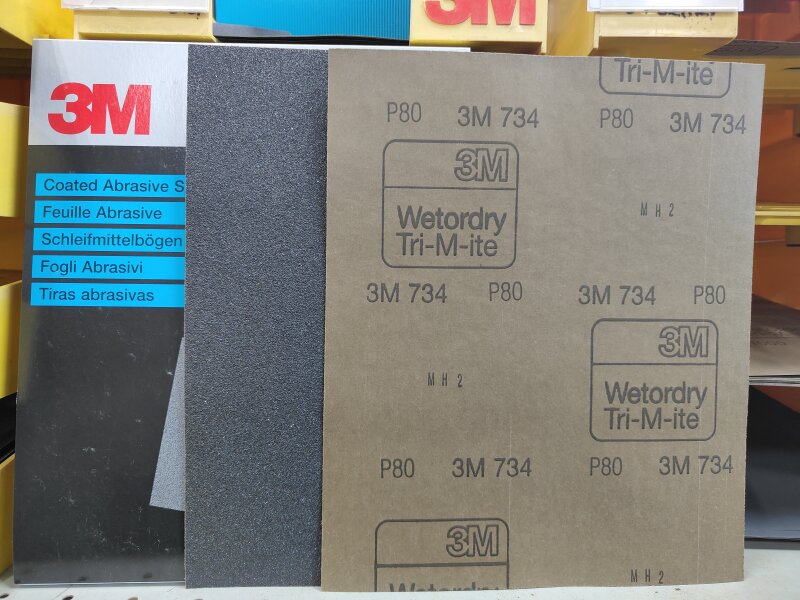 3M
3M
Coated Abrasive S
Feuille Abrasive
Schleifmittelbögen
Fogli Abrasivi
Tiras abrasivas
Tri-M-ite
P80 3M 734 P80 3M 734
3M
Wetordry
Tri-M-ite
MH2
3M 734 P80 3M 734 P80
3M
Wetordry
Tri-M-ite
MH2
P80 3M 734 P80 3M 734
3M
Wetordry
MH2